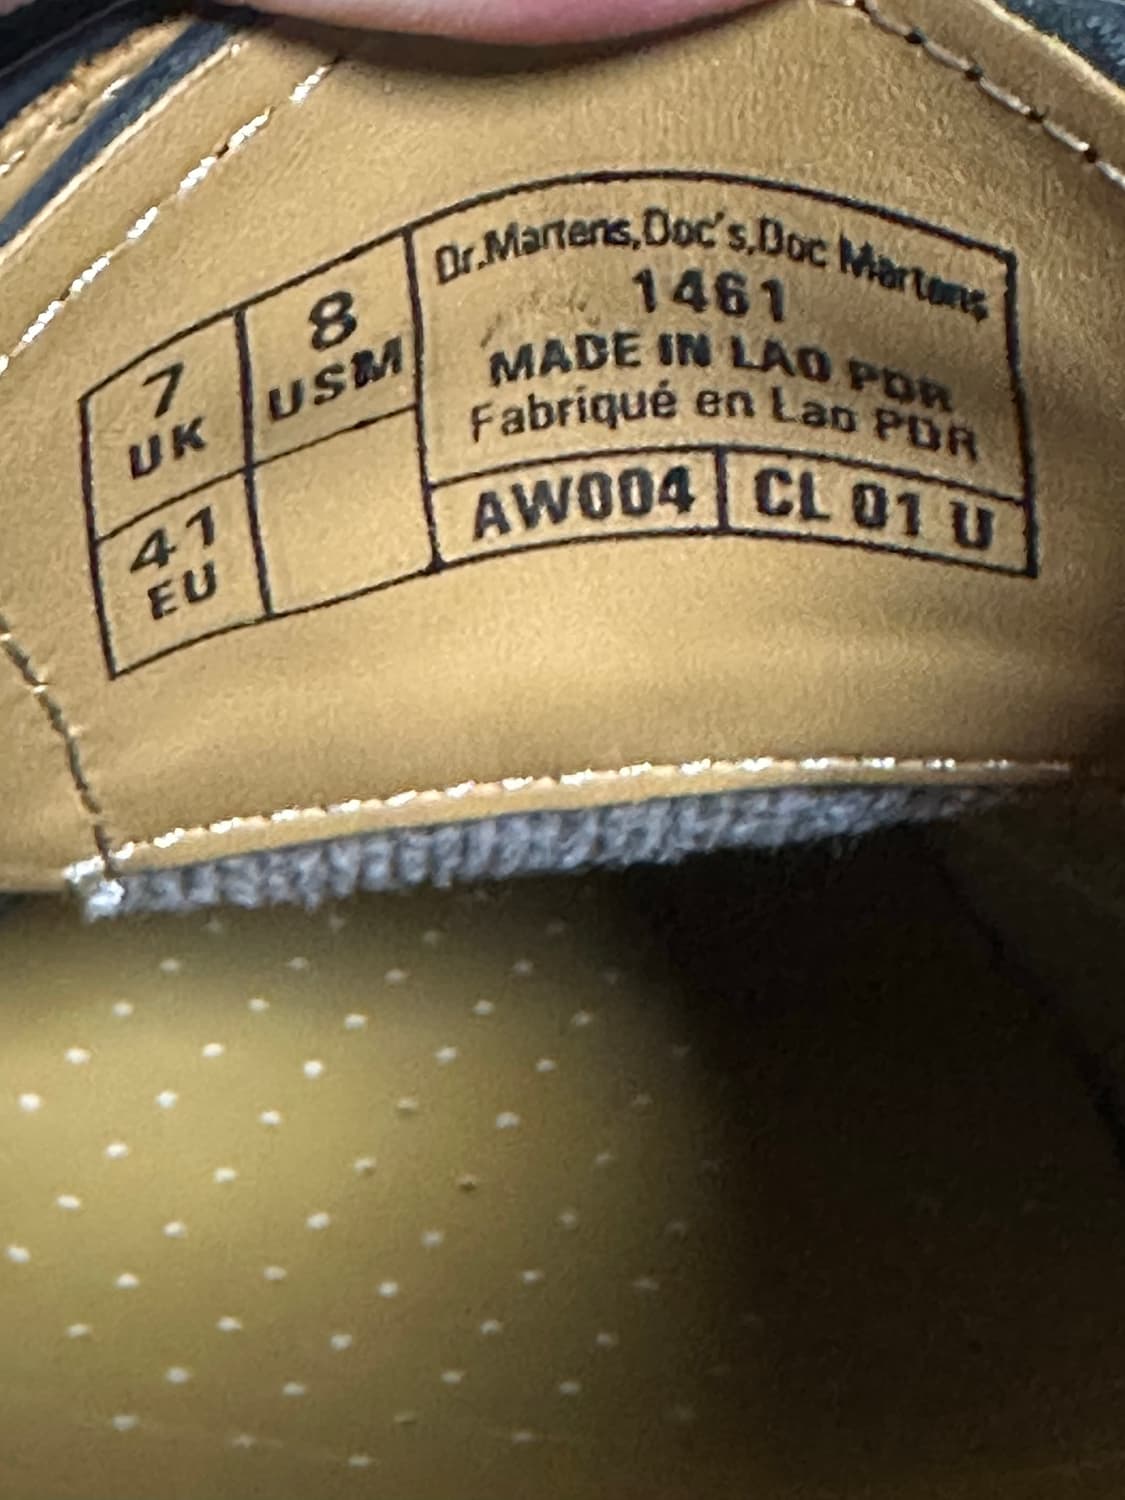 7
UK
8
USM
41
EU
Dr.Martens,Doc's,Doc Martens
1461
MADE IN LAO PDR
Fabriqué en Lao PDR
AW004
CL 01 U